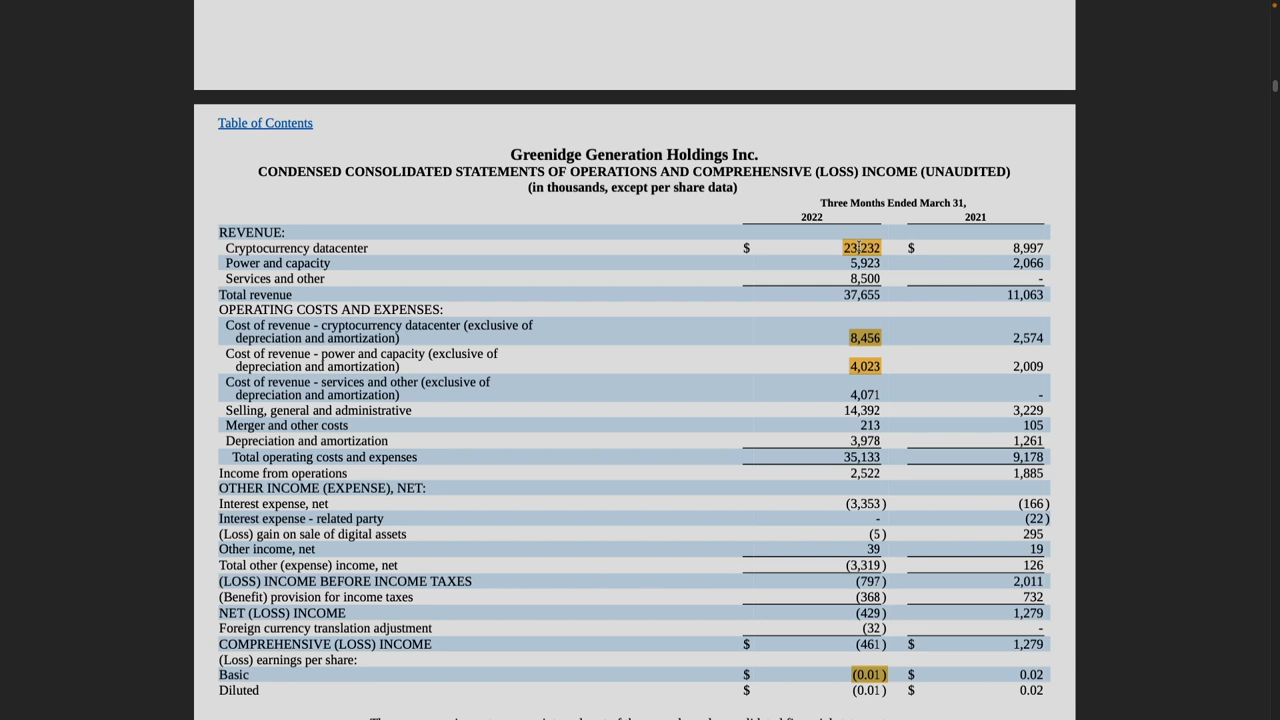 Table of Contents
Greenidge Generation Holdings Inc.
CONDENSED CONSOLIDATED STATEMENTS OF OPERATIONS AND COMPREHENSIVE (LOSS) INCOME (UNAUDITED)
(in thousands, except per share data)
Three Months Ended March 31,
2022 2021
REVENUE:
Cryptocurrency datacenter $ 23,232 $ 8,997
Power and capacity 5,923 2,066
Services and other 8,500 -
Total revenue 37,655 11,063
OPERATING COSTS AND EXPENSES:
Cost of revenue - cryptocurrency datacenter (exclusive of
depreciation and amortization) 8,456 2,574
Cost of revenue - power and capacity (exclusive of
depreciation and amortization) 4,023 2,009
Cost of revenue - services and other (exclusive of
depreciation and amortization) 4,071 -
Selling, general and administrative 14,392 3,229
Merger and other costs 213 105
Depreciation and amortization 3,978 1,261
Total operating costs and expenses 35,133 9,178
Income from operations 2,522 1,885
OTHER INCOME (EXPENSE), NET:
Interest expense, net (3,353) (166)
Interest expense - related party - (22)
(Loss) gain on sale of digital assets (5) 295
Other income, net 39 19
Total other (expense) income, net (3,319) 126
(LOSS) INCOME BEFORE INCOME TAXES (797) 2,011
(Benefit) provision for income taxes (368) 732
NET (LOSS) INCOME (429) 1,279
Foreign currency translation adjustment (32) -
COMPREHENSIVE (LOSS) INCOME $ (461) $ 1,279
(Loss) earnings per share:
Basic $ (0.01) $ 0.02
Diluted $ (0.01) $ 0.02